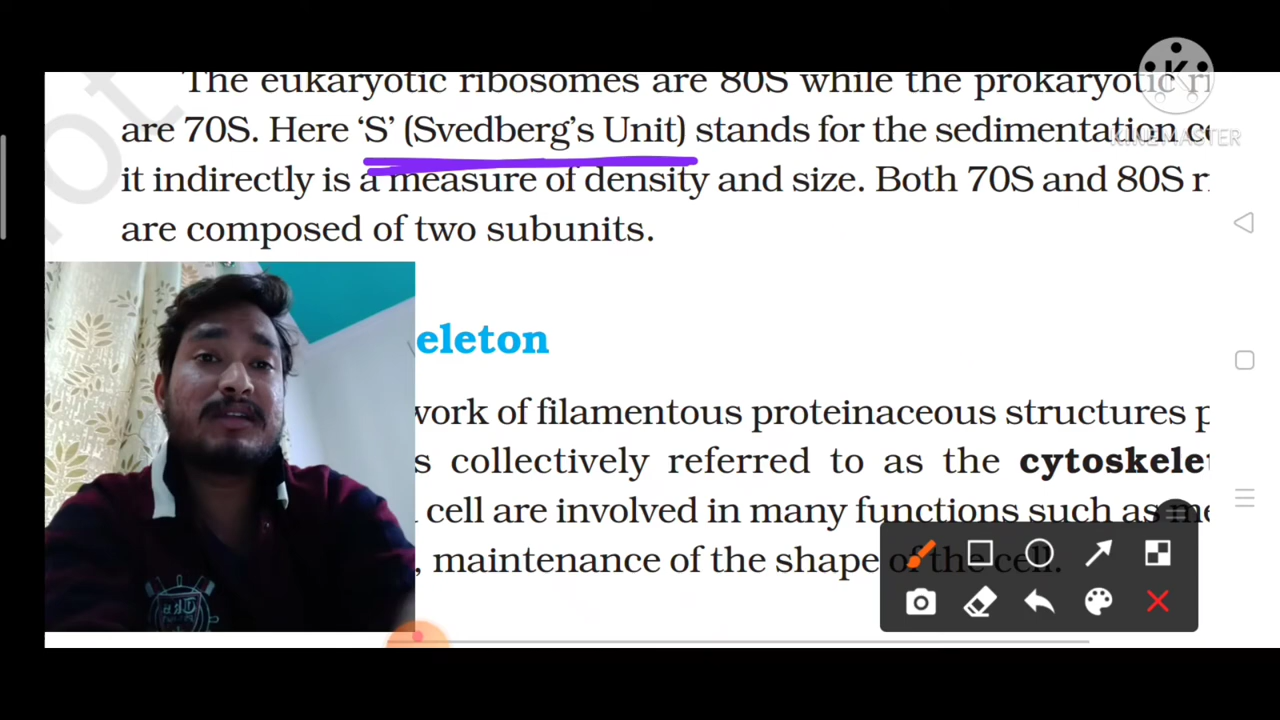 The eukaryotic ribosomes are 80S while the prokaryotic
are 70S. Here ‘S’ (Svedberg’s Unit) stands for the sedimentation
it indirectly is a measure of density and size. Both 70S and 80S
are composed of two subunits.
eleton
work of filamentous proteinaceous structures p
s collectively referred to as the cytoskele
cell are involved in many functions such as me
, maintenance of the shape of the cell.
KINEMASTER